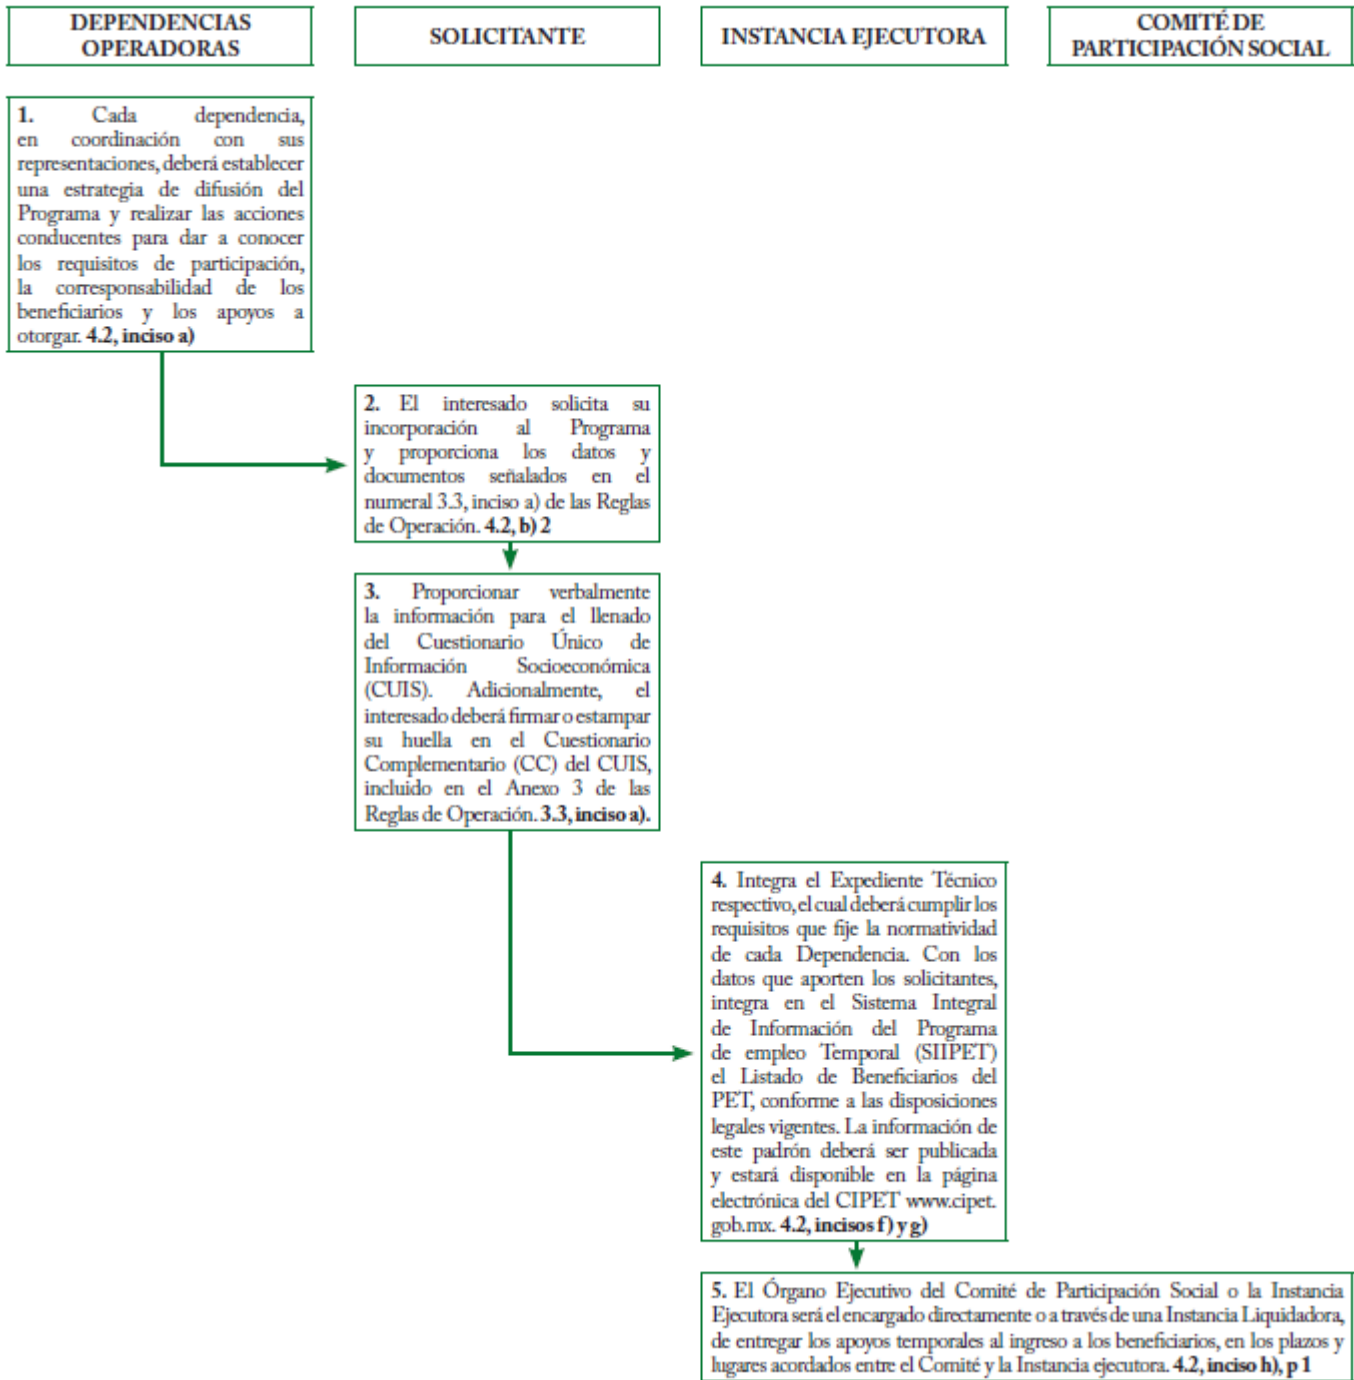 DEPENDENCIAS
OPERADORAS
SOLICITANTE
INSTANCIA EJECUTORA
COMITÉ DE
PARTICIPACIÓN SOCIAL
1. Cada dependencia,
en coordinación con sus
representaciones, deberá establecer
una estrategia de difusión del
Programa y realizar las acciones
conducentes para dar a conocer
los requisitos de participación,
la corresponsabilidad de los
beneficiarios y los apoyos a
otorgar. 4.2, inciso a)
2. El interesado solicita su
incorporación al Programa
y proporciona los datos y
documentos señalados en el
numeral 3.3, inciso a) de las Reglas
de Operación. 4.2, b) 2
3. Proporcionar verbalmente
la información para el llenado
del Cuestionario Único de
Información Socioeconómica
(CUIS). Adicionalmente, el
interesado deberá firmar o estampar
su huella en el Cuestionario
Complementario (CC) del CUIS,
incluido en el Anexo 3 de las
Reglas de Operación. 3.3, inciso a).
4. Integra el Expediente Técnico
respectivo, el cual deberá cumplir los
requisitos que fije la normatividad
de cada Dependencia. Con los
datos que aporten los solicitantes,
integra en el Sistema Integral
de Información del Programa
de empleo Temporal (SIIPET)
el Listado de Beneficiarios del
PET, conforme a las disposiciones
legales vigentes. La información de
este padrón deberá ser publicada
y estará disponible en la página
electrónica del CIPET www.cipet.
gob.mx. 4.2, incisos f) y g)
5. El Órgano Ejecutivo del Comité de Participación Social o la Instancia
Ejecutora será el encargado directamente o a través de una Instancia Liquidadora,
de entregar los apoyos temporales al ingreso a los beneficiarios, en los plazos y
lugares acordados entre el Comité y la Instancia ejecutora. 4.2, inciso h), p 1